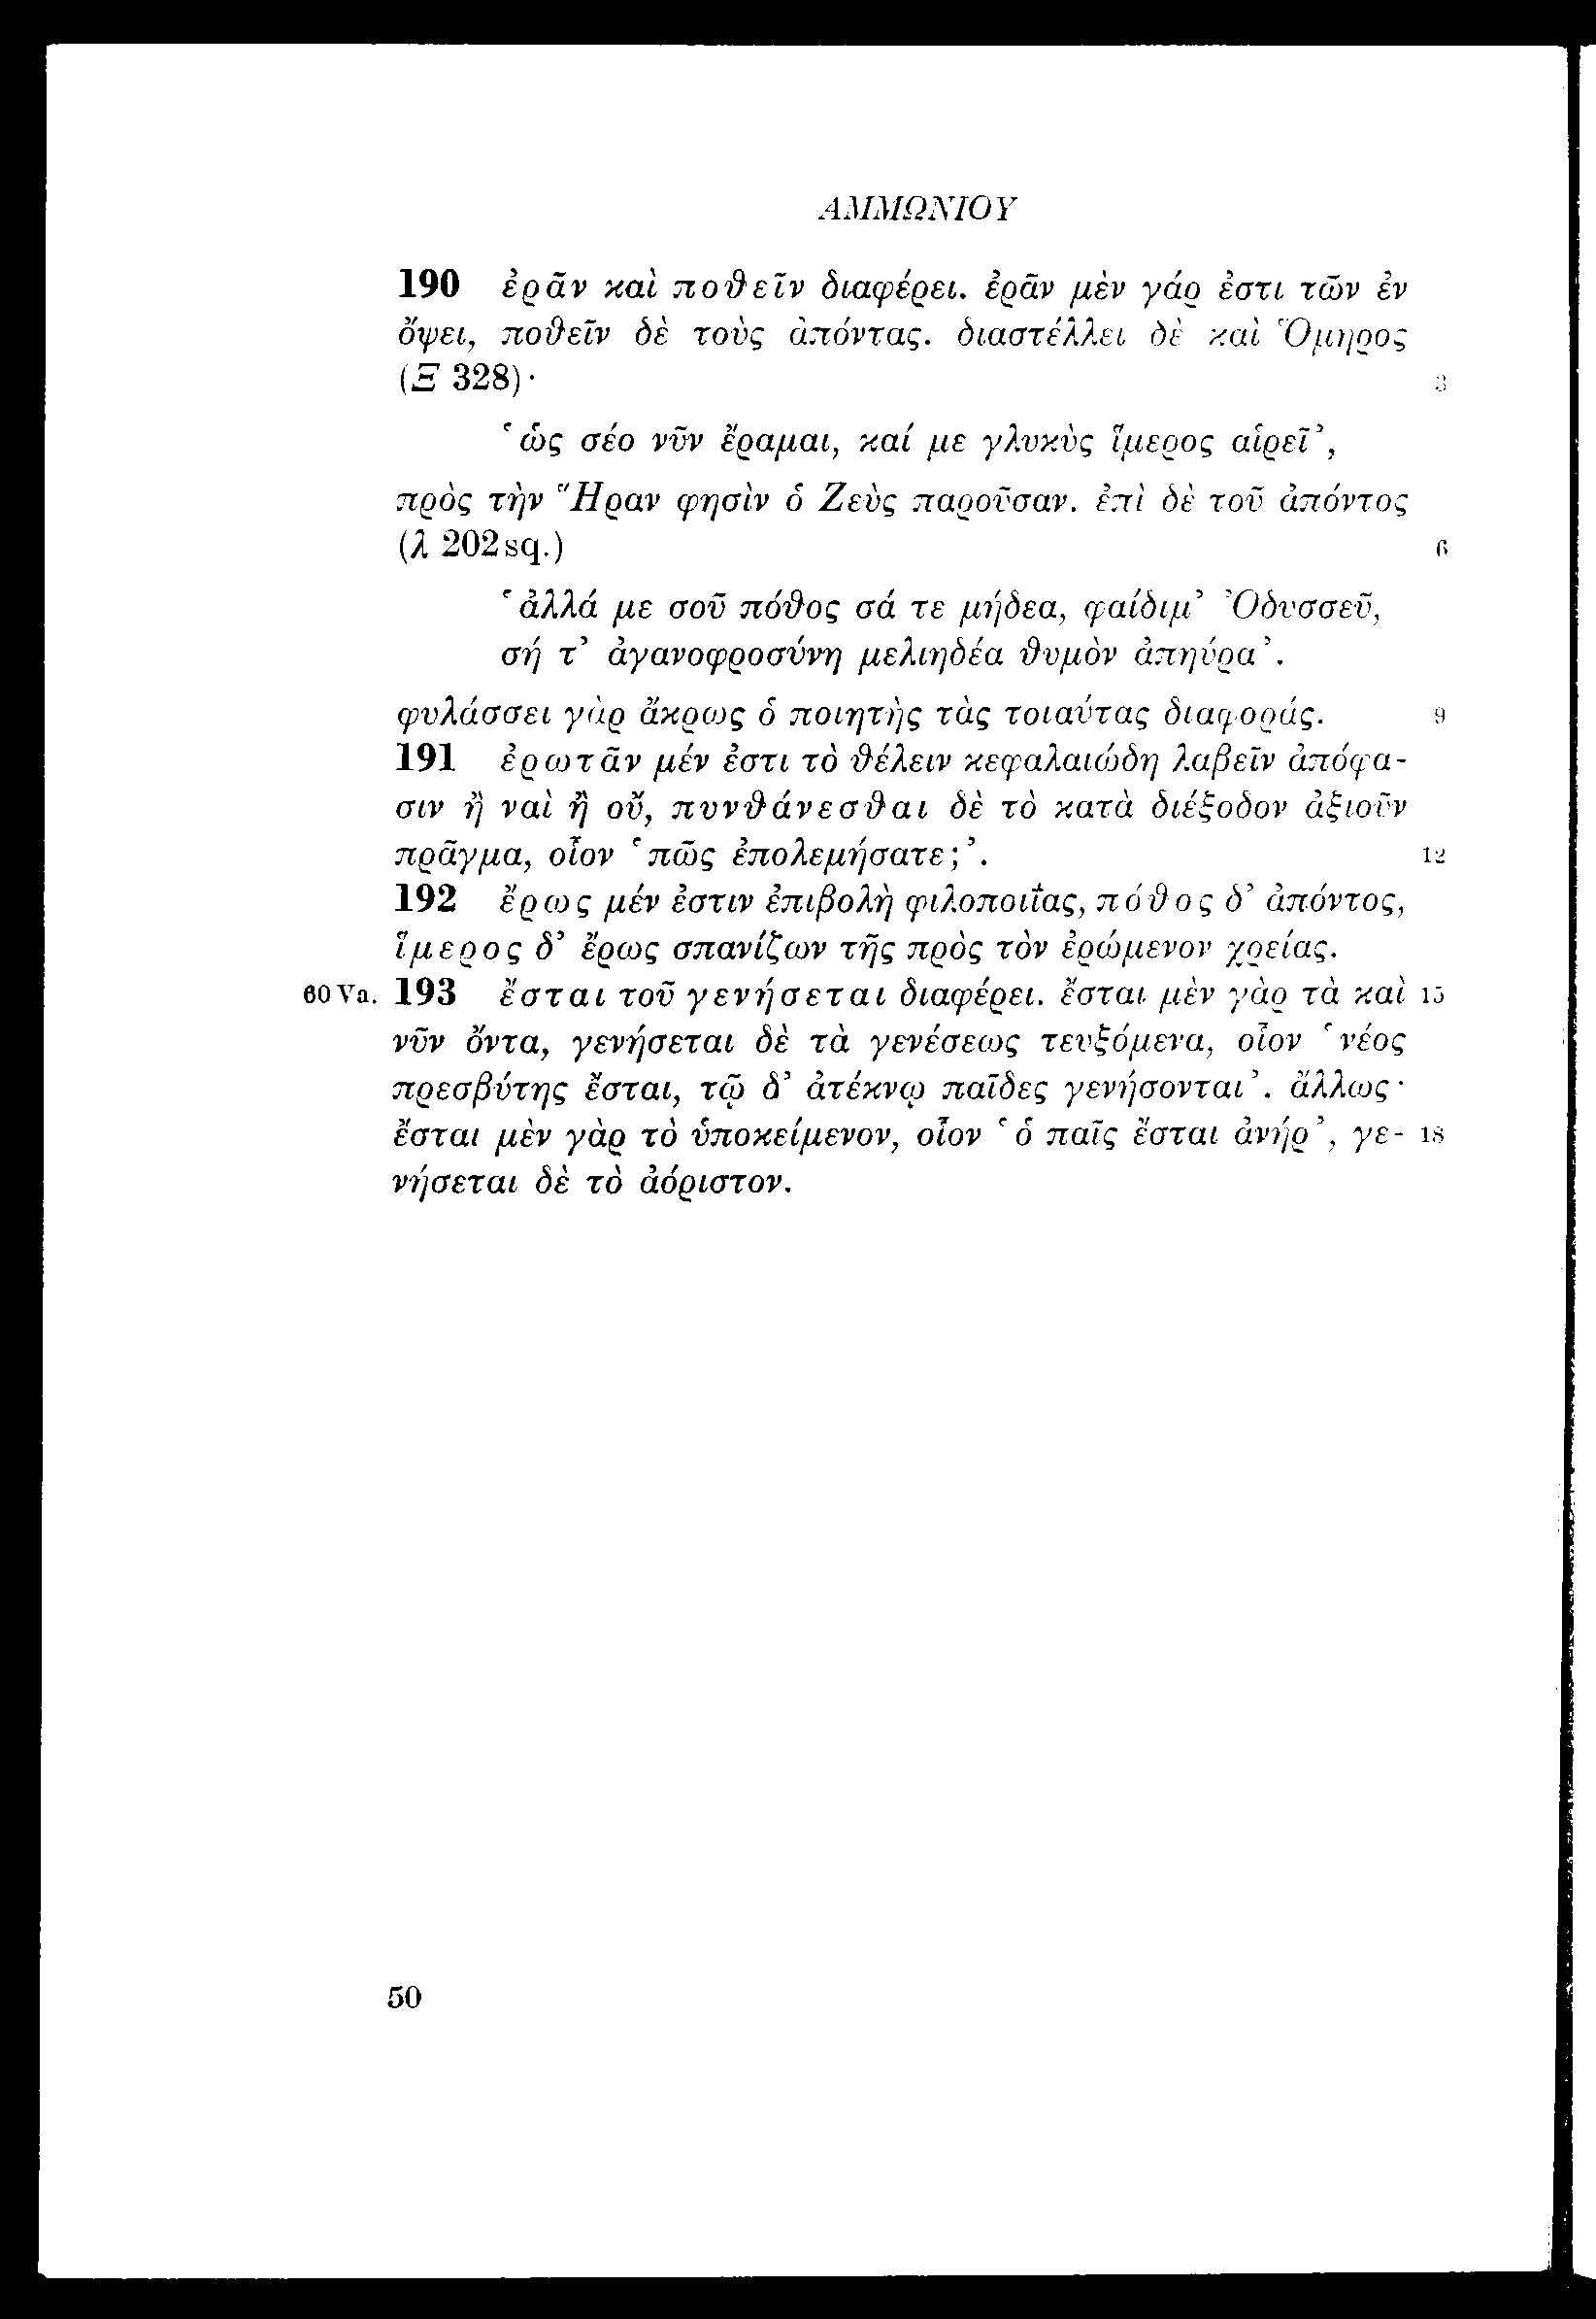 ΑΜΜΩΝΙΟΥ
190 ἐρᾶν καὶ ποθεῖν διαφέρει. ἐρᾶν μὲν γάρ ἐστι τῶν ἐν
ὄψει, ποθεῖν δὲ τοὺς ἀπόντας. διαστέλλει δὲ καὶ Ὅμηρος
(Ξ 328)· 3
‘ὥς σέο νῦν ἔραμαι, καί με γλυκὺς ἵμερος αἱρεῖ’,
πρὸς τὴν Ἥραν φησὶν ὁ Ζεὺς παροῦσαν. ἐπὶ δὲ τοῦ ἀπόντος
(λ 202 sq.) 6
‘ἀλλά με σοῦ πόθος σά τε μήδεα, φαίδιμ’ Ὀδυσσεῦ,
σή τ’ ἀγανοφροσύνη μελιηδέα θυμὸν ἀπηύρα’.
φυλάσσει γὰρ ἄκρως ὁ ποιητὴς τὰς τοιαύτας διαφοράς. 9
191 ἐρωτᾶν μέν ἐστι τὸ θέλειν κεφαλαιώδη λαβεῖν ἀπόφα-
σιν ἢ ναὶ ἢ οὔ, πυνθάνεσθαι δὲ τὸ κατὰ διέξοδον ἀξιοῦν
πρᾶγμα, οἷον ‘πῶς ἐπολεμήσατε;’. 12
192 ἔρως μέν ἐστιν ἐπιβολὴ φιλοποιΐας, πόθος δ’ ἀπόντος,
ἵμερος δ’ ἔρως σπανίζων τῆς πρὸς τὸν ἐρώμενον χρείας.
60 Va. 193 ἔσται τοῦ γενήσεται διαφέρει. ἔσται μὲν γὰρ τὰ καὶ 15
νῦν ὄντα, γενήσεται δὲ τὰ γενέσεως τευξόμενα, οἷον ‘νέος
πρεσβύτης ἔσται, τῷ δ’ ἀτέκνῳ παῖδες γενήσονται’. ἄλλως·
ἔσται μὲν γὰρ τὸ ὑποκείμενον, οἷον ‘ὁ παῖς ἔσται ἀνήρ’, γε- 18
νήσεται δὲ τὸ ἀόριστον.
50